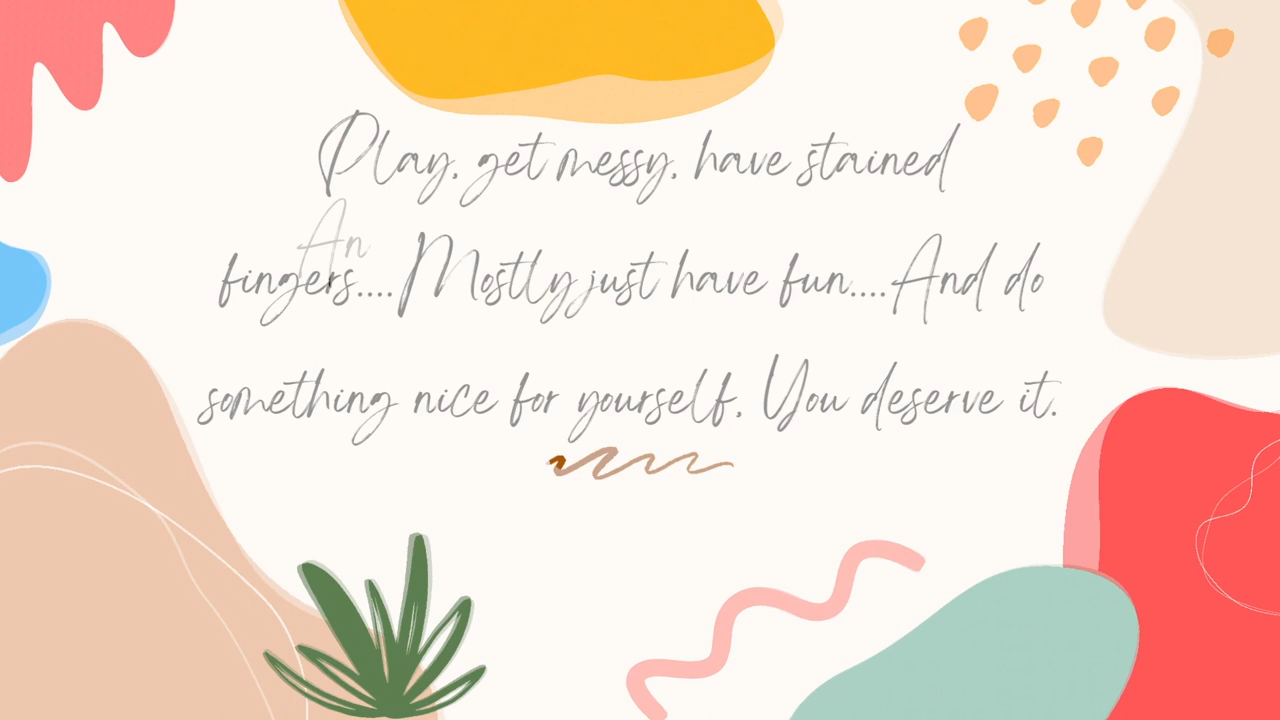 Play, get messy, have stained
An
fingers.... Mostly just have fun.... And do
something nice for yourself, You deserve it.